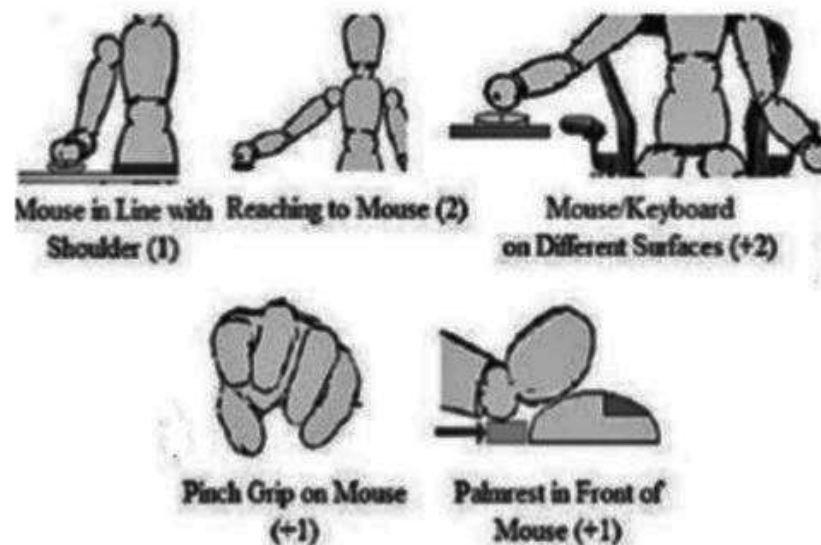 Mouse in Line with
Shoulder (1)
Reaching to Mouse (2)
Mouse/Keyboard
on Different Surfaces (+2)
Pinch Grip on Mouse
(+1)
Palmrest in Front of
Mouse (+1)